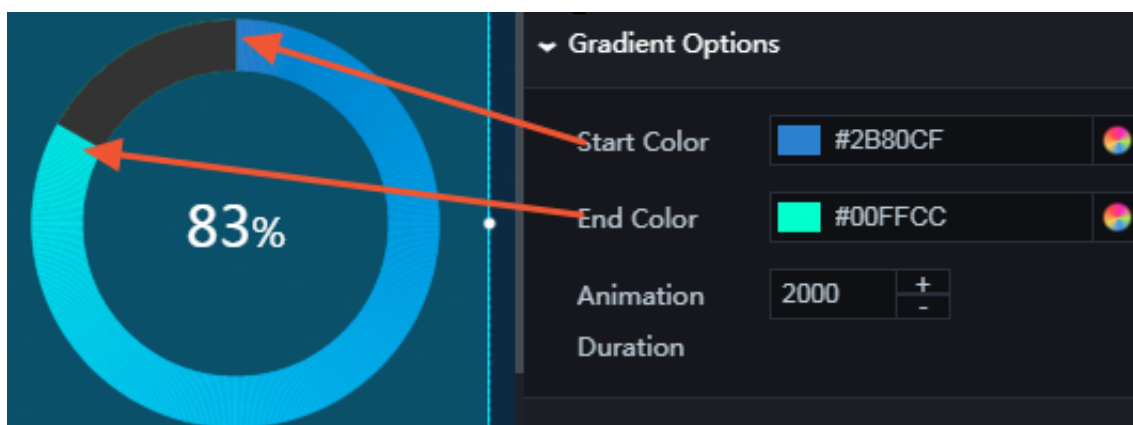 Gradient Options
Start Color #2B80CF
End Color #00FFCC
83%
Animation Duration 2000
+
-